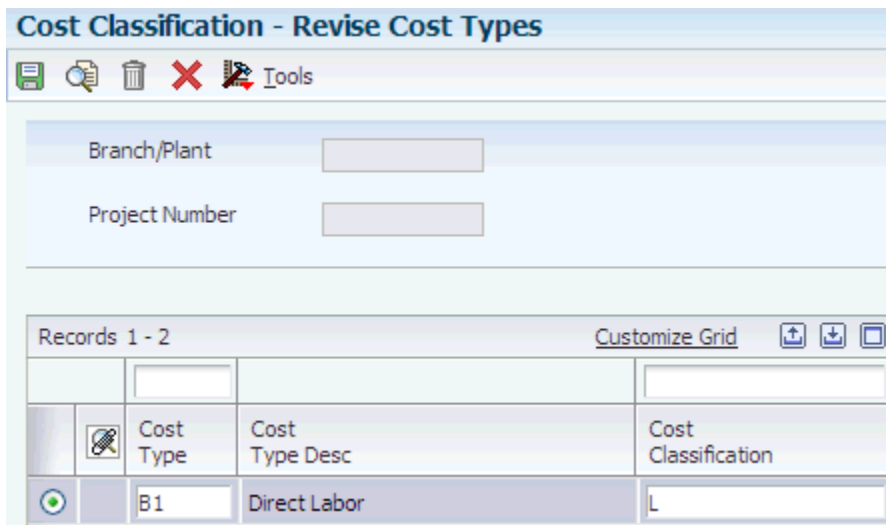 Cost Classification - Revise Cost Types
Tools
Branch/Plant
Project Number
Records 1 - 2
Customize Grid
Cost Type
Cost Type Desc
Cost Classification
B1
Direct Labor
L